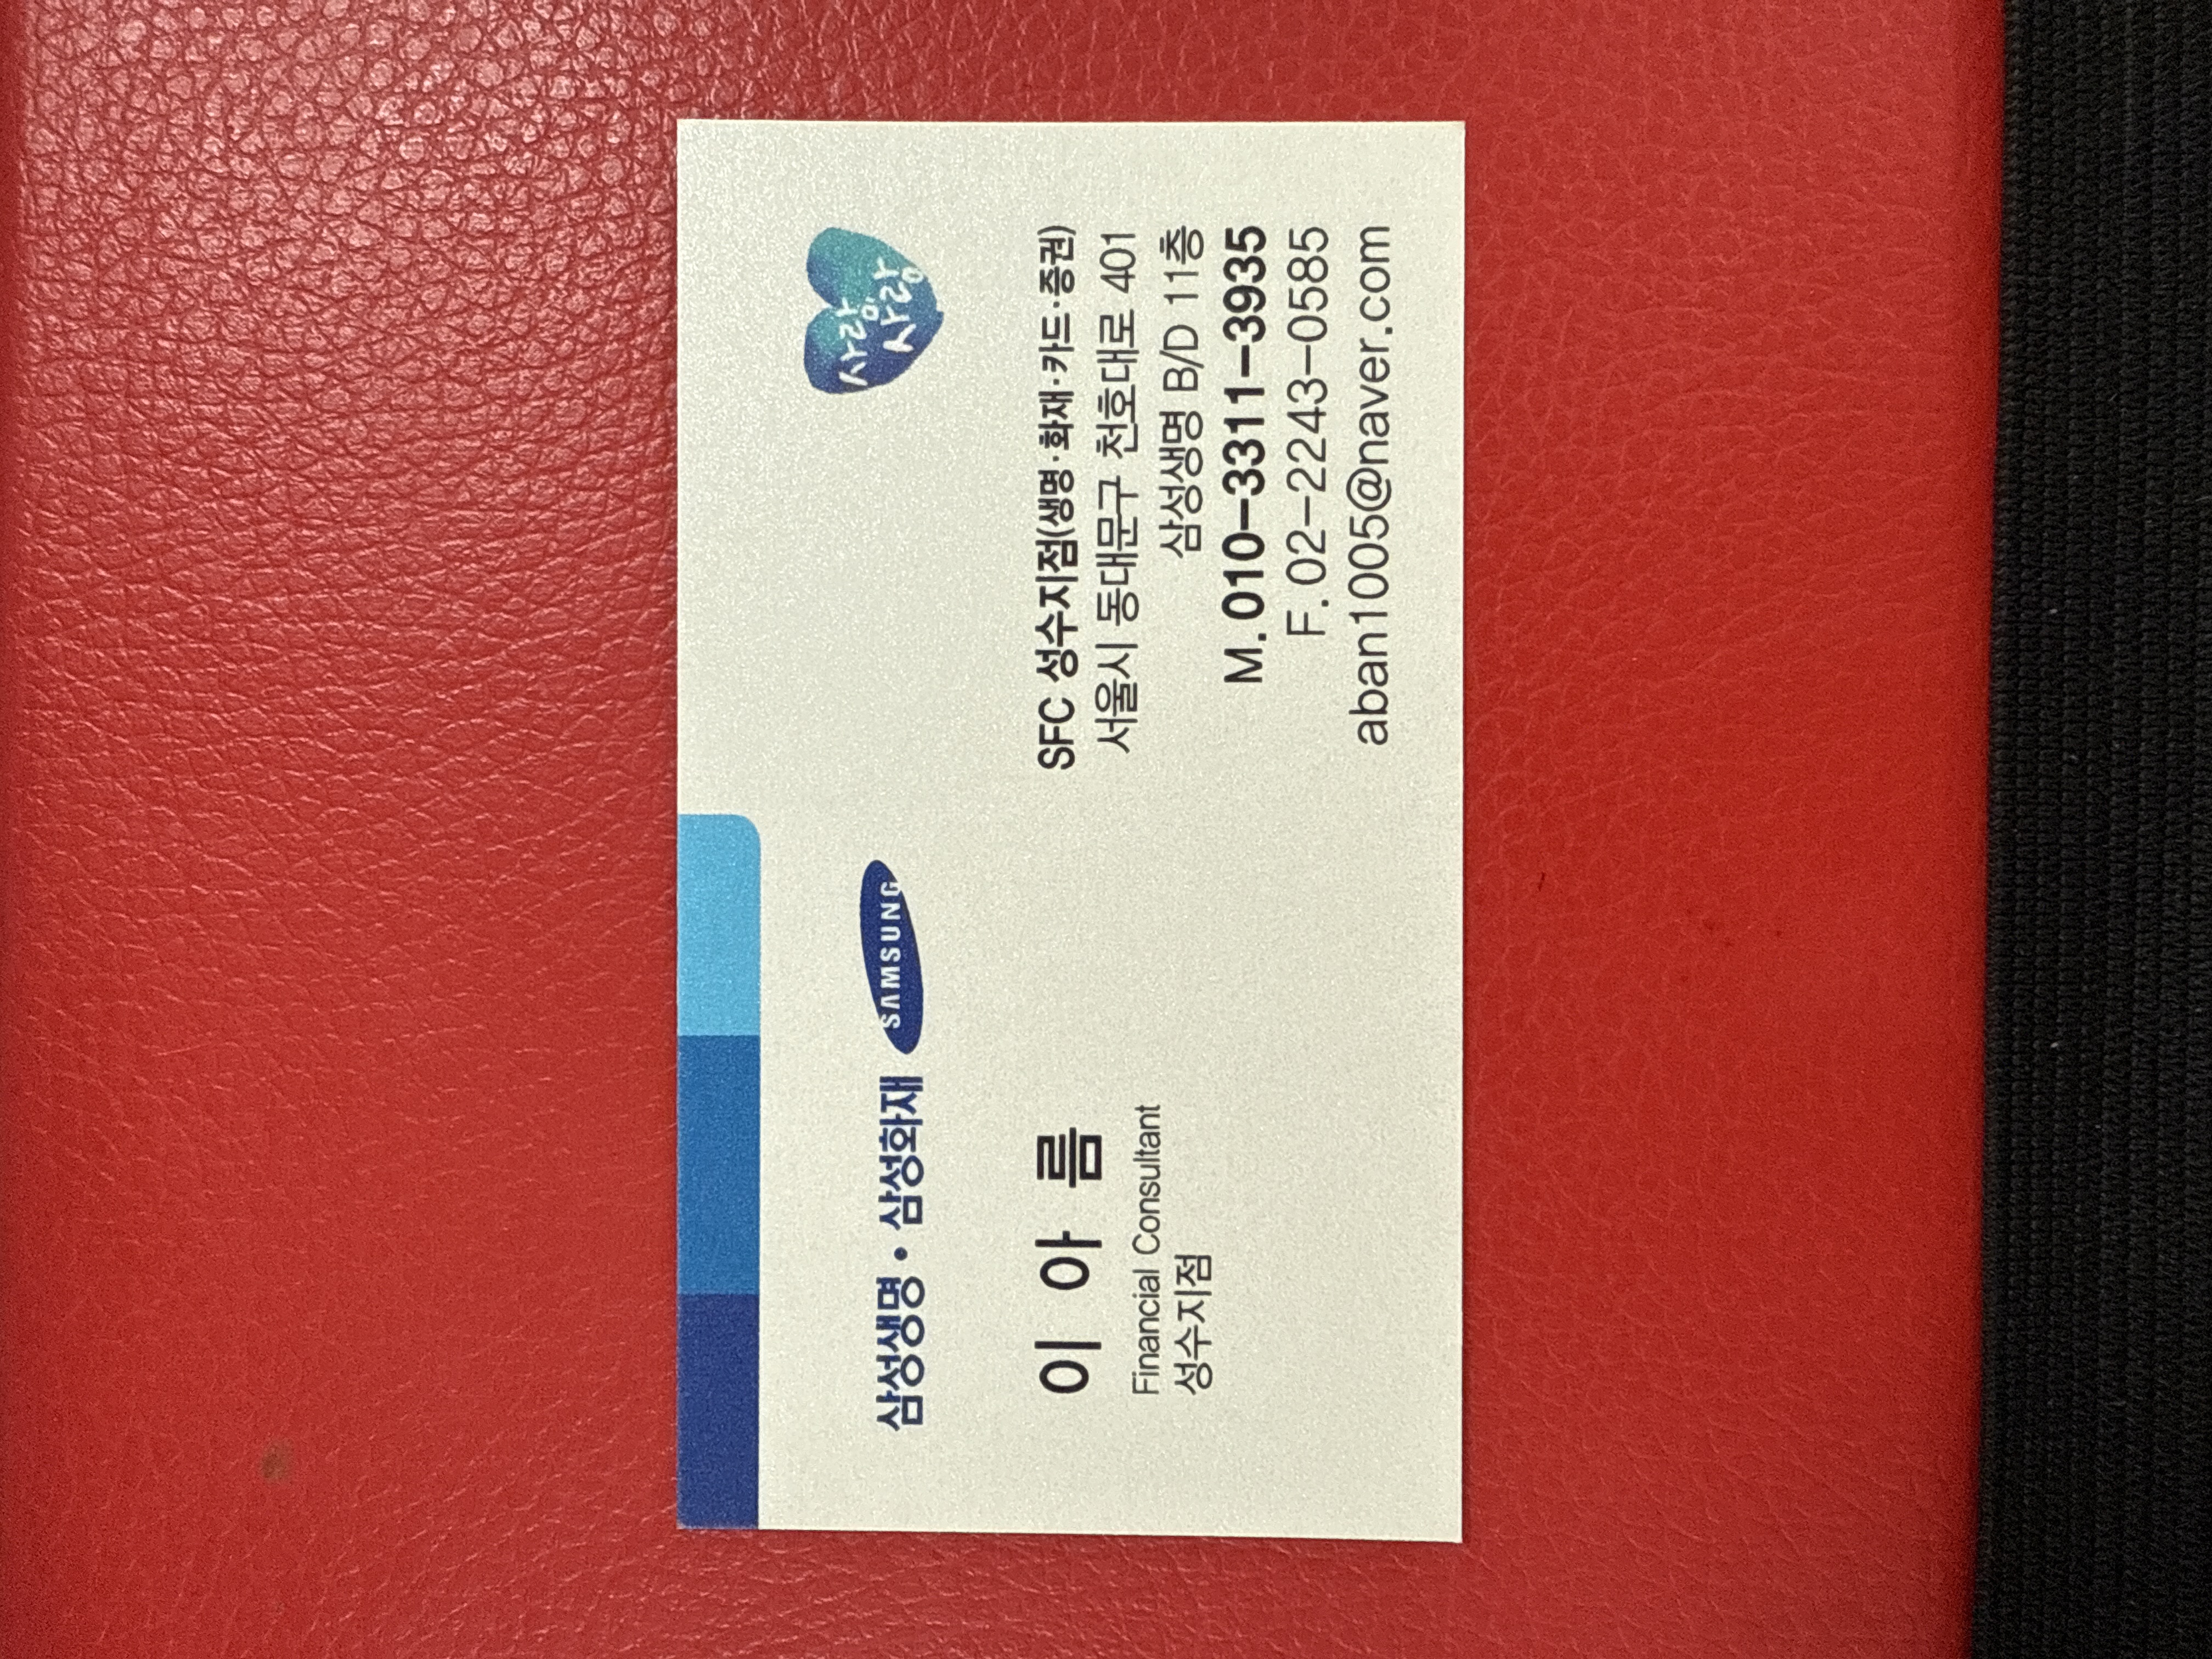 삼성생명 · 삼성화재 SAMSUNG
사랑
사랑
이아름
Financial Consultant
성수지점
SFC 성수지점(생명·화재·카드·증권)
서울시 동대문구 천호대로 401
삼성생명 B/D 11층
M.010-3311-3935
F.02-2243-0585
aban1005@naver.com